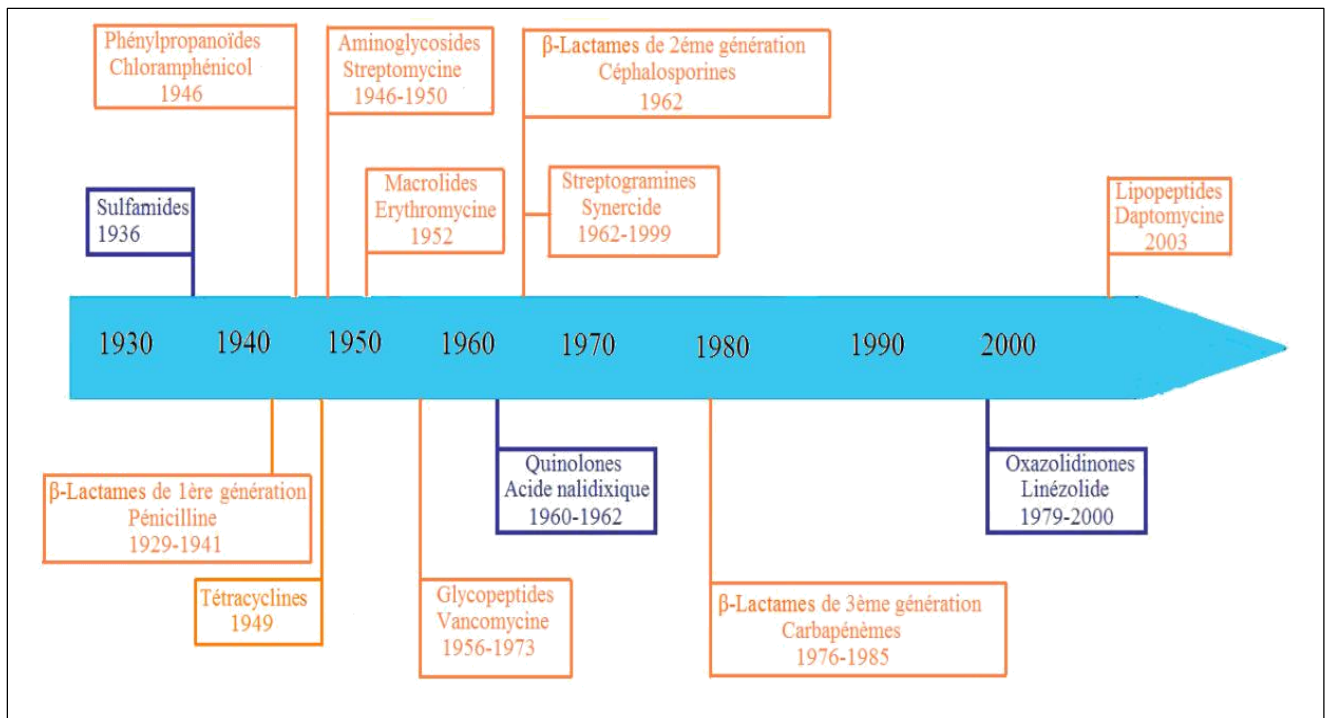 Phénylpropanoïdes
Chloramphénicol
1946
Aminoglycosides
Streptomycine
1946-1950
β-Lactames de 2éme génération
Céphalosporines
1962
Sulfamides
1936
Macrolides
Erythromycine
1952
Streptogramines
Synercide
1962-1999
Lipopeptides
Daptomycine
2003
1930 1940 1950 1960 1970 1980 1990 2000
β-Lactames de 1ère génération
Pénicilline
1929-1941
Quinolones
Acide nalidixique
1960-1962
Oxazolidinones
Linézolide
1979-2000
Tétracyclines
1949
Glycopeptides
Vancomycine
1956-1973
β-Lactames de 3ème génération
Carbapénèmes
1976-1985